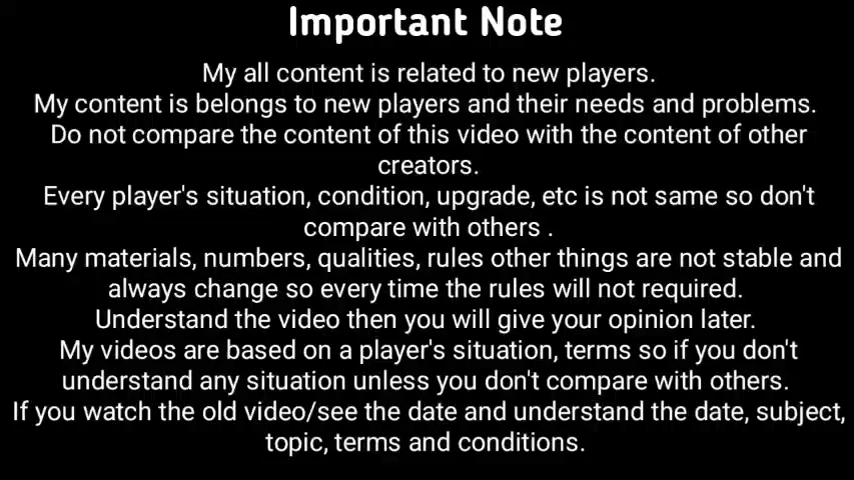 Important Note
My all content is related to new players.
My content is belongs to new players and their needs and problems.
Do not compare the content of this video with the content of other
creators.
Every player's situation, condition, upgrade, etc is not same so don't
compare with others .
Many materials, numbers, qualities, rules other things are not stable and
always change so every time the rules will not required.
Understand the video then you will give your opinion later.
My videos are based on a player's situation, terms so if you don't
understand any situation unless you don't compare with others.
If you watch the old video/see the date and understand the date, subject,
topic, terms and conditions.